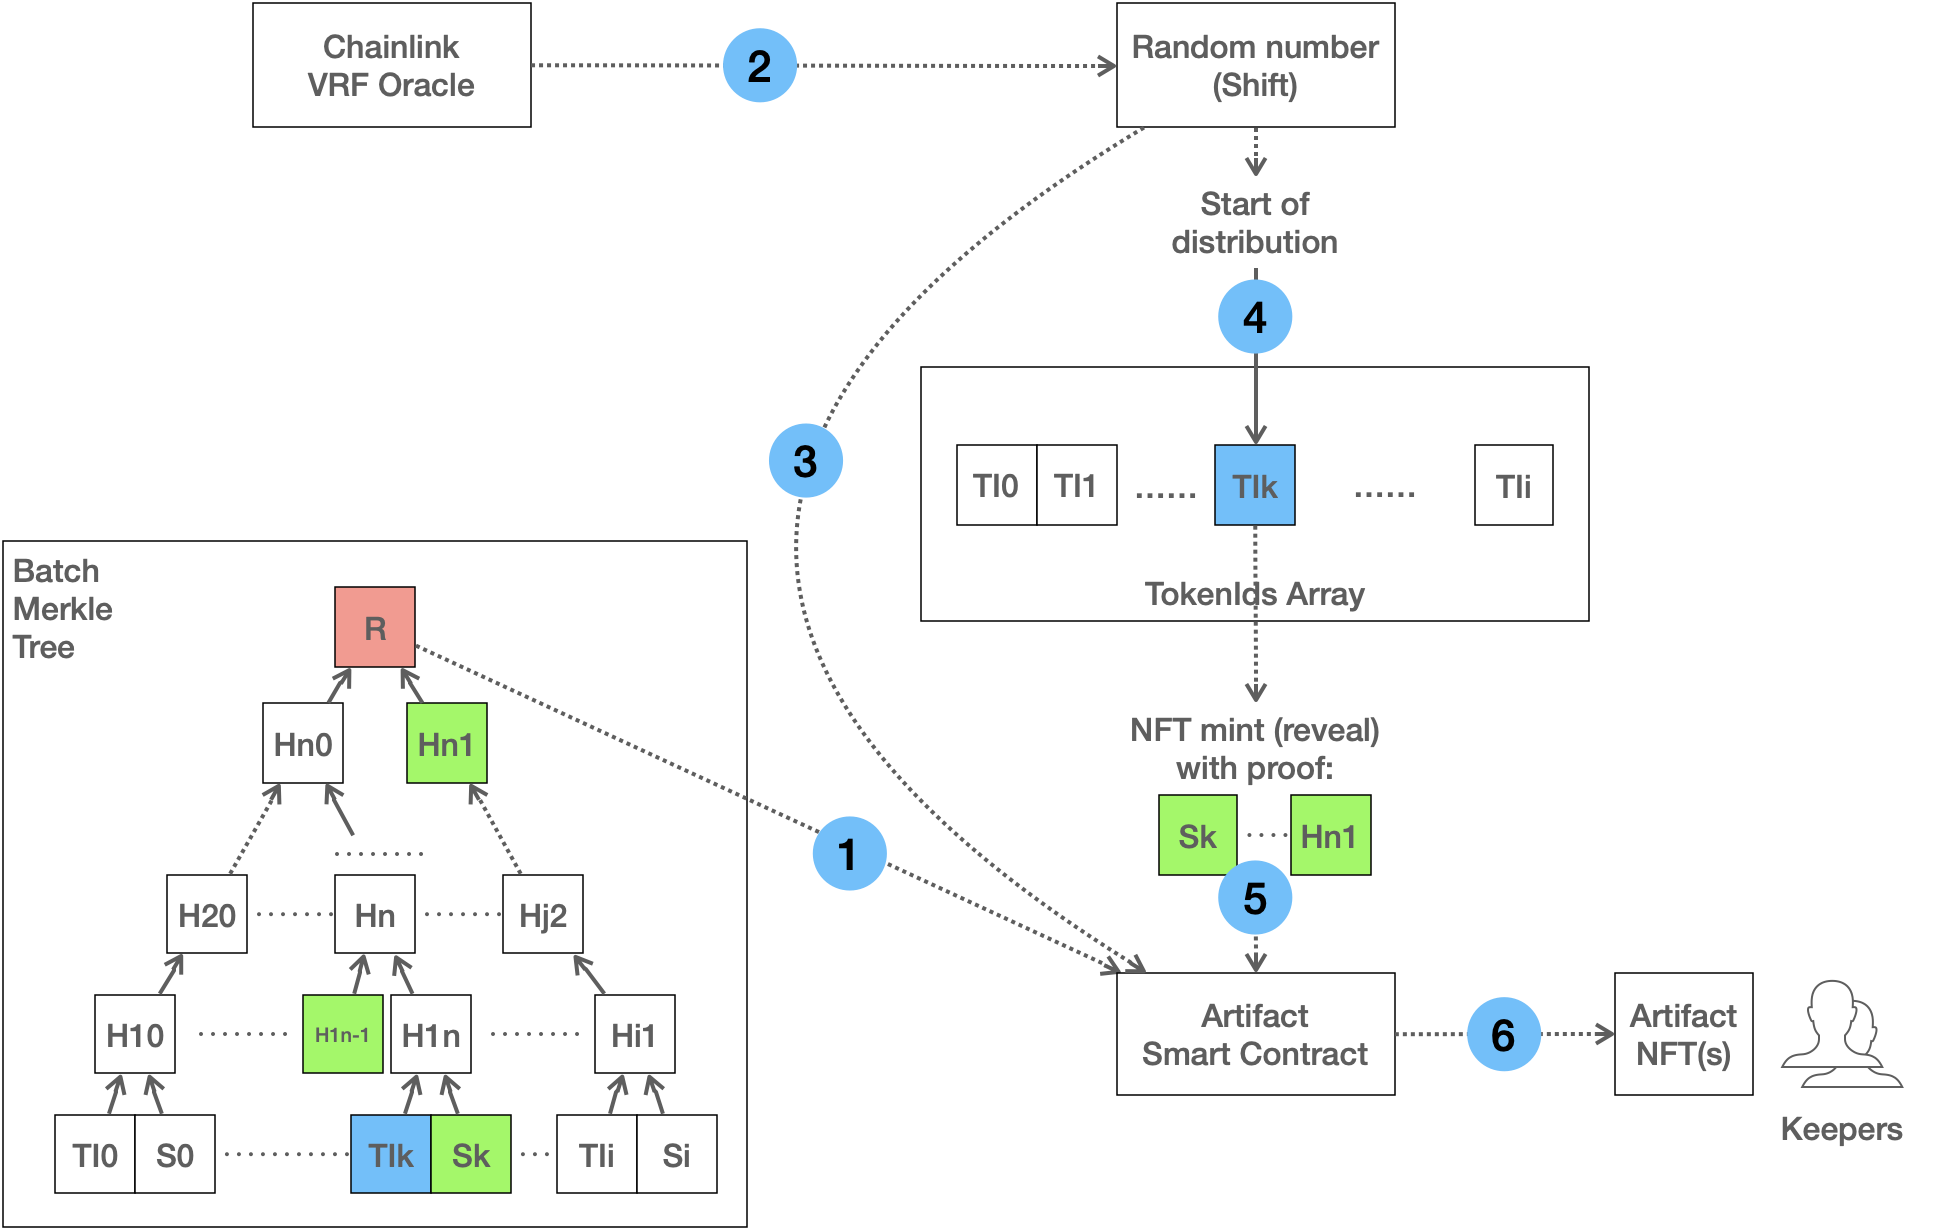 Chainlink
VRF Oracle
2
Random number
(Shift)
Start of
distribution
4
3
TI0
TI1
......
TIk
......
TIi
TokenIds Array
Batch
Merkle
Tree
R
Hn0
Hn1
NFT mint (reveal)
with proof:
Sk
Hn1
1
5
H20
Hn
Hj2
H10
H1n-1
H1n
Hi1
Artifact
Smart Contract
6
Artifact
NFT(s)
Keepers
TI0
S0
TIk
Sk
TIi
Si